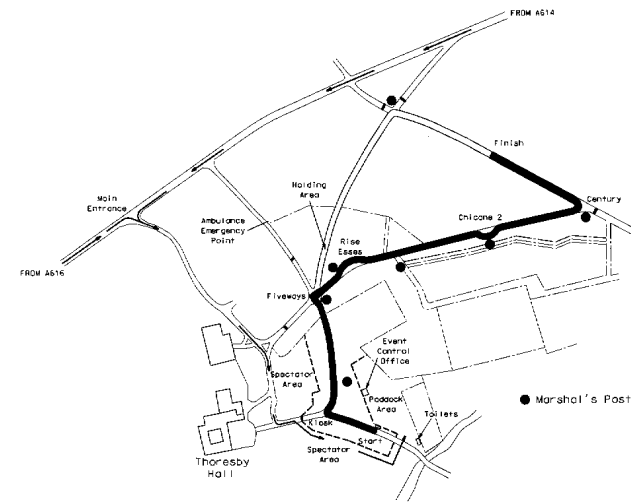 FROM A614
Finish
Main
Entrance
Holding
Area
Century
Ambulance
Emergency
Point
Chicane 2
Rise
Esses
FROM A616
Fiveways
Event
Control
Office
Spectator
Area
Paddock
Area
Marshal's Post
Toilets
Kiosk
Start
Spectator
Area
Thoresby
Hall